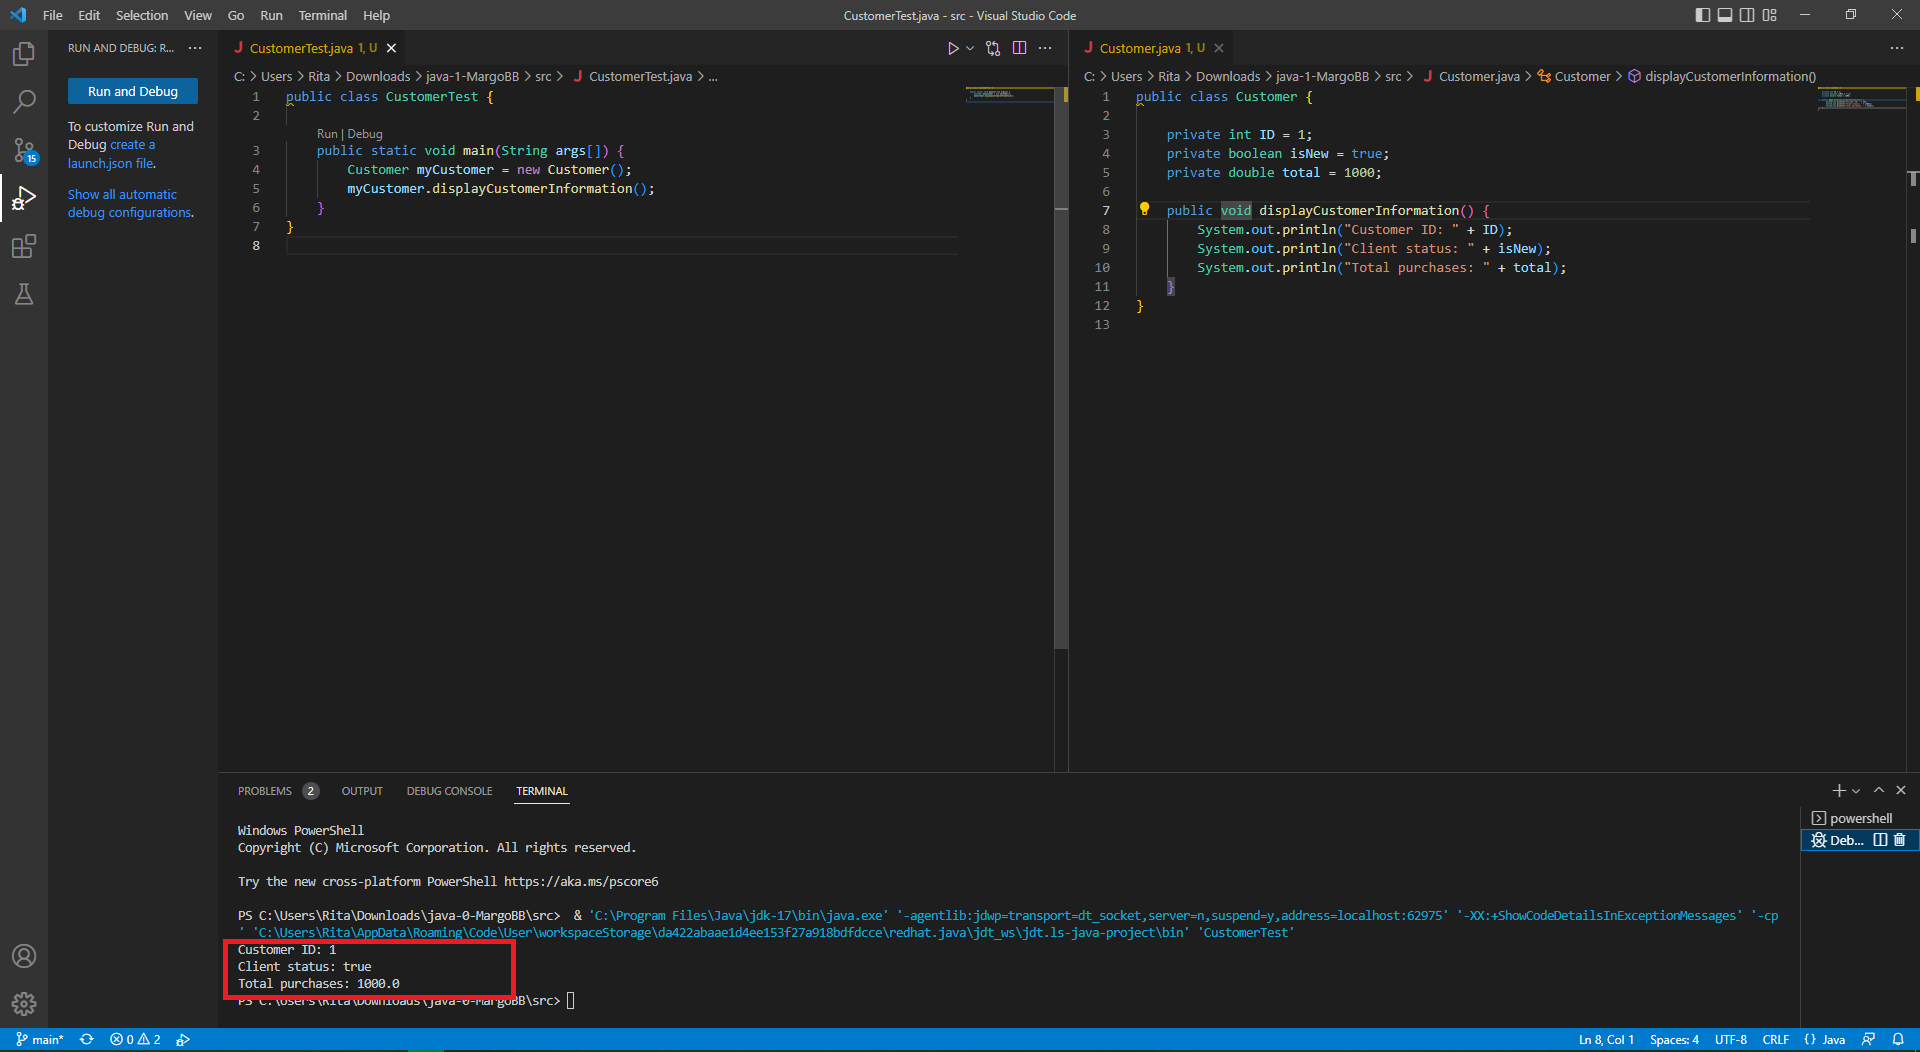 File Edit Selection View Go Run Terminal Help
CustomerTest.java - src - Visual Studio Code
RUN AND DEBUG: R... ···
Run and Debug
To customize Run and
Debug create a
launch.json file.
Show all automatic
debug configurations.
15
CustomerTest.java 1, U
C: > Users > Rita > Downloads > java-1-MargoBB > src > J CustomerTest.java > ...
1 public class CustomerTest {
2
Run | Debug
3 public static void main(String args[]) {
4 Customer myCustomer = new Customer();
5 myCustomer.displayCustomerInformation();
6 }
7 }
8
Customer.java 1, U
C: > Users > Rita > Downloads > java-1-MargoBB > src > J Customer.java > Customer > displayCustomerInformation()
1 public class Customer {
2
3 private int ID = 1;
4 private boolean isNew = true;
5 private double total = 1000;
6
7 public void displayCustomerInformation() {
8 System.out.println("Customer ID: " + ID);
9 System.out.println("Client status: " + isNew);
10 System.out.println("Total purchases: " + total);
11 }
12 }
13
PROBLEMS 2 OUTPUT DEBUG CONSOLE TERMINAL
Windows PowerShell
Copyright (C) Microsoft Corporation. All rights reserved.
Try the new cross-platform PowerShell https://aka.ms/pscore6
PS C:\Users\Rita\Downloads\java-0-MargoBB\src> & 'C:\Program Files\Java\jdk-17\bin\java.exe' '-agentlib:jdwp=transport=dt_socket,server=n,suspend=y,address=localhost:62975' '-XX:+ShowCodeDetailsInExceptionMessages' '-cp
' 'C:\Users\Rita\AppData\Roaming\Code\User\workspaceStorage\da422abaae1d4ee153f27a918bdfdcce\redhat.java\jdt_ws\jdt.ls-java-project\bin' 'CustomerTest'
Customer ID: 1
Client status: true
Total purchases: 1000.0
PS C:\Users\Rita\Downloads\java-0-MargoBB\src>
powershell
Deb...
main* 0 2
Ln 8, Col 1 Spaces: 4 UTF-8 CRLF {} Java